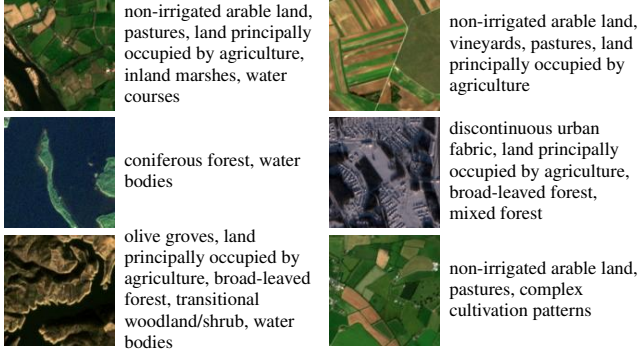 non-irrigated arable land,
pastures, land principally
occupied by agriculture,
inland marshes, water
courses
non-irrigated arable land,
vineyards, pastures, land
principally occupied by
agriculture
coniferous forest, water
bodies
discontinuous urban
fabric, land principally
occupied by agriculture,
broad-leaved forest,
mixed forest
olive groves, land
principally occupied by
agriculture, broad-leaved
forest, transitional
woodland/shrub, water
bodies
non-irrigated arable land,
pastures, complex
cultivation patterns